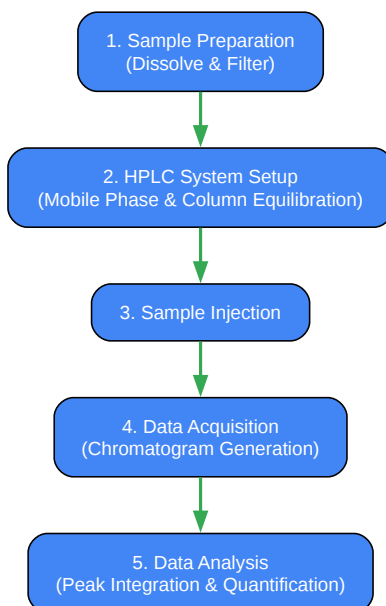 1. Sample Preparation
(Dissolve & Filter)
2. HPLC System Setup
(Mobile Phase & Column Equilibration)
3. Sample Injection
4. Data Acquisition
(Chromatogram Generation)
5. Data Analysis
(Peak Integration & Quantification)